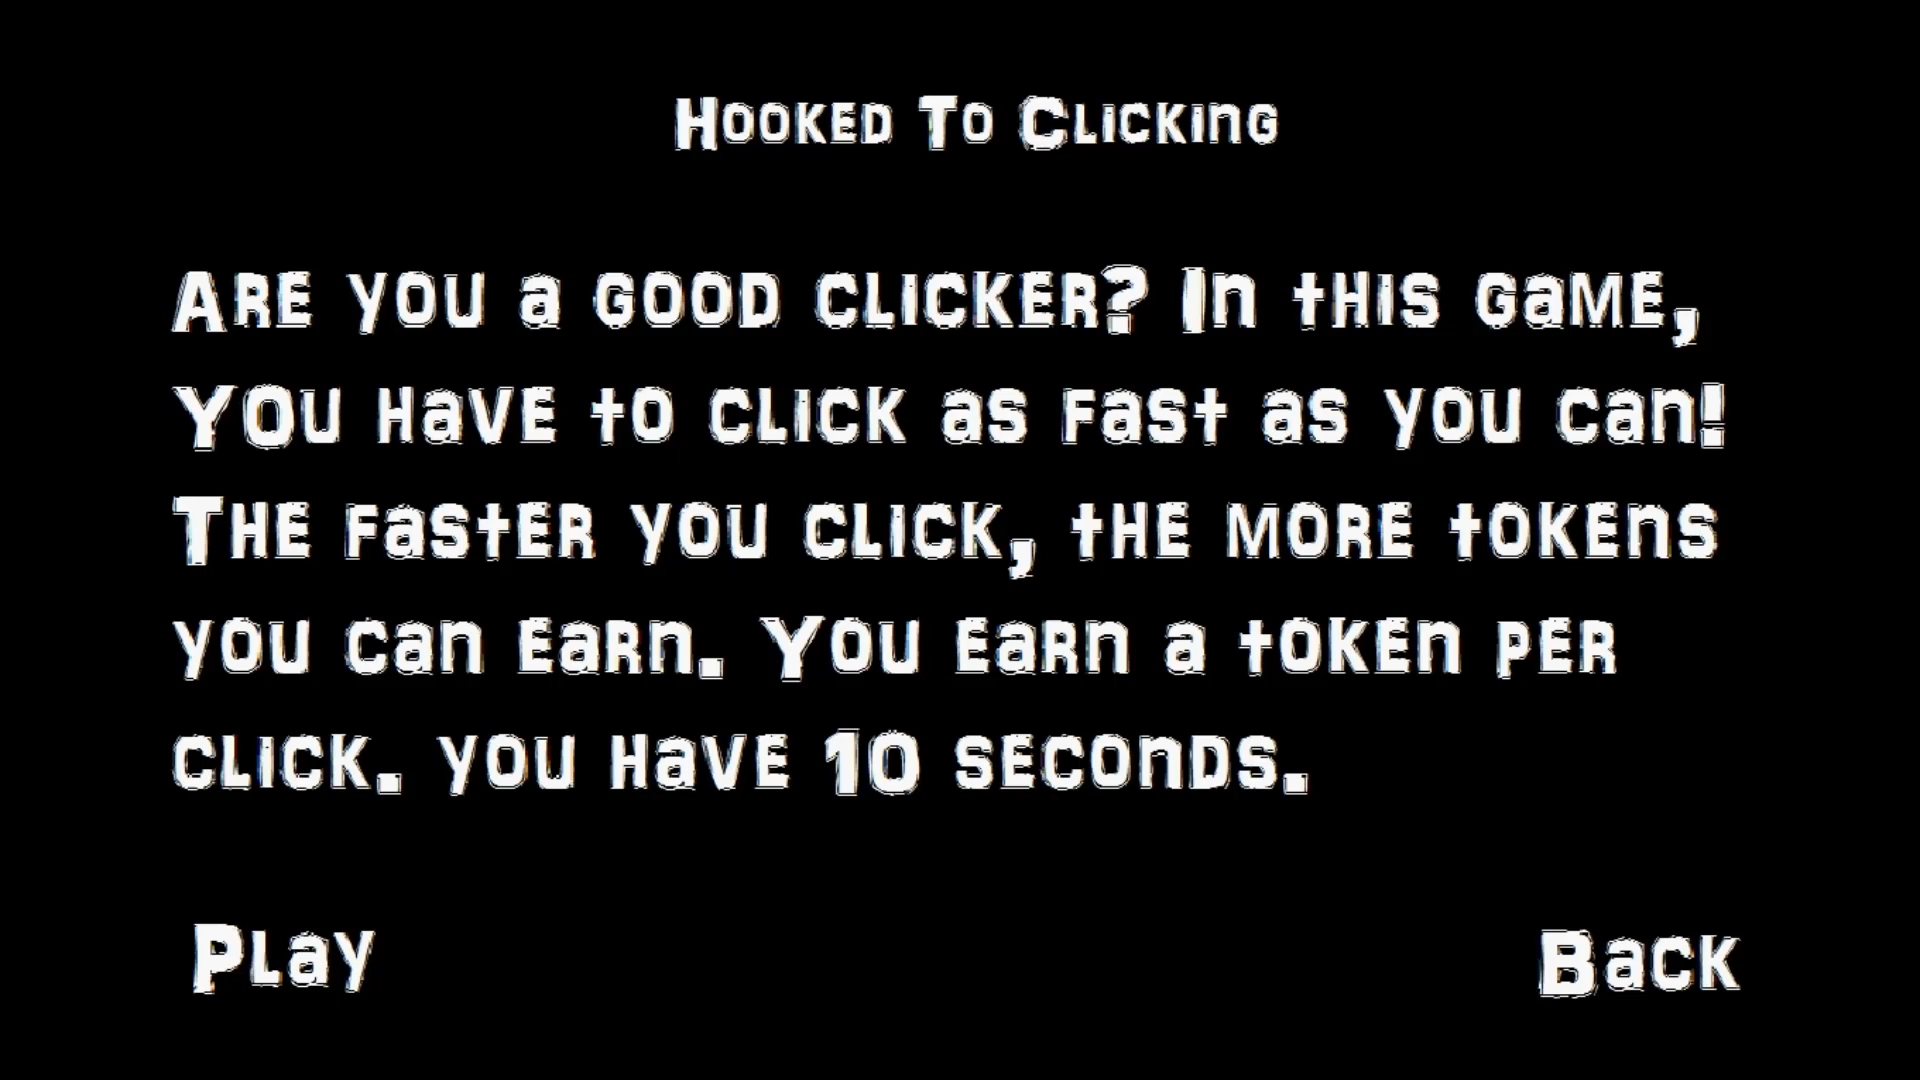 Hooked To Clicking
Are you a good clicker? In this game,
You have to click as fast as you can!
The faster you click, the more tokens
you can earn. You earn a token per
click. you have 10 seconds.
Play
Back